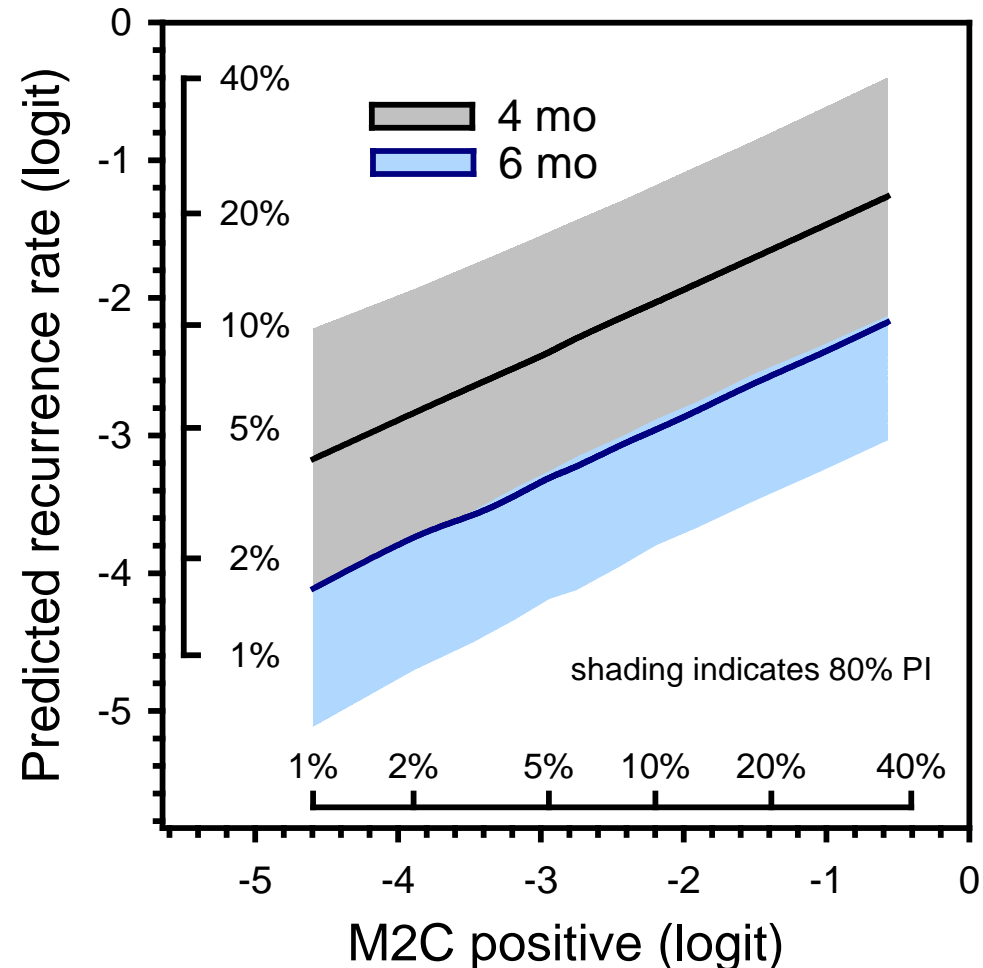 Predicted recurrence rate (logit)
0
-1
-2
-3
-4
-5
40%
20%
10%
5%
2%
1%
4 mo
6 mo
shading indicates 80% PI
1% 2% 5% 10% 20% 40%
-5 -4 -3 -2 -1 0
M2C positive (logit)